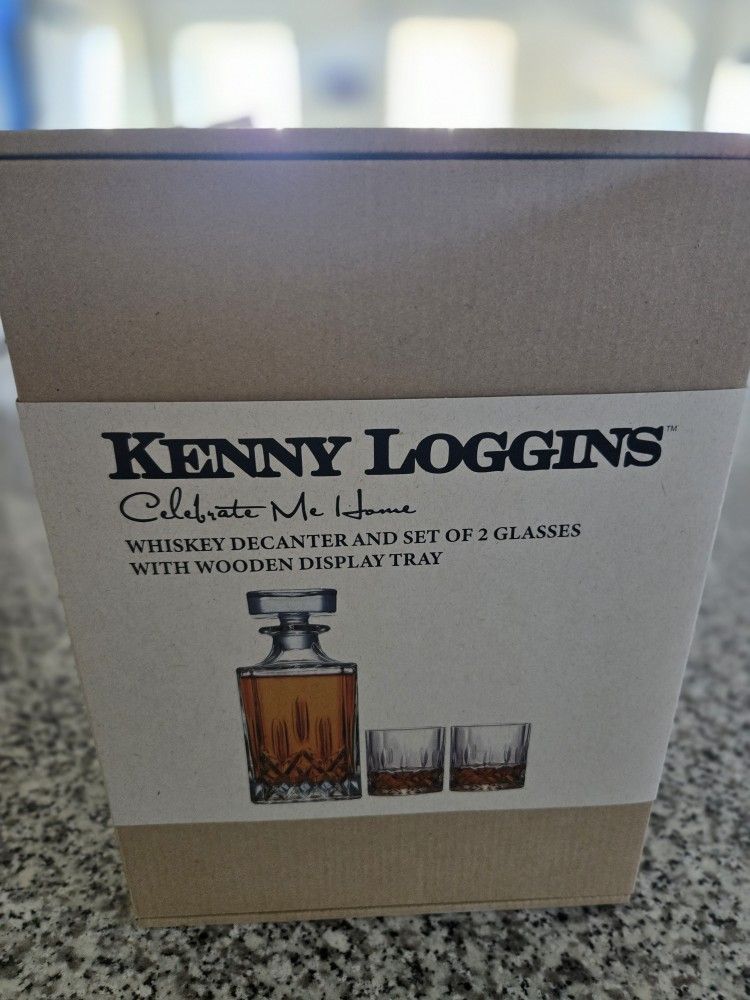 KENNY LOGGINS™
Celebrate Me Home
WHISKEY DECANTER AND SET OF 2 GLASSES
WITH WOODEN DISPLAY TRAY